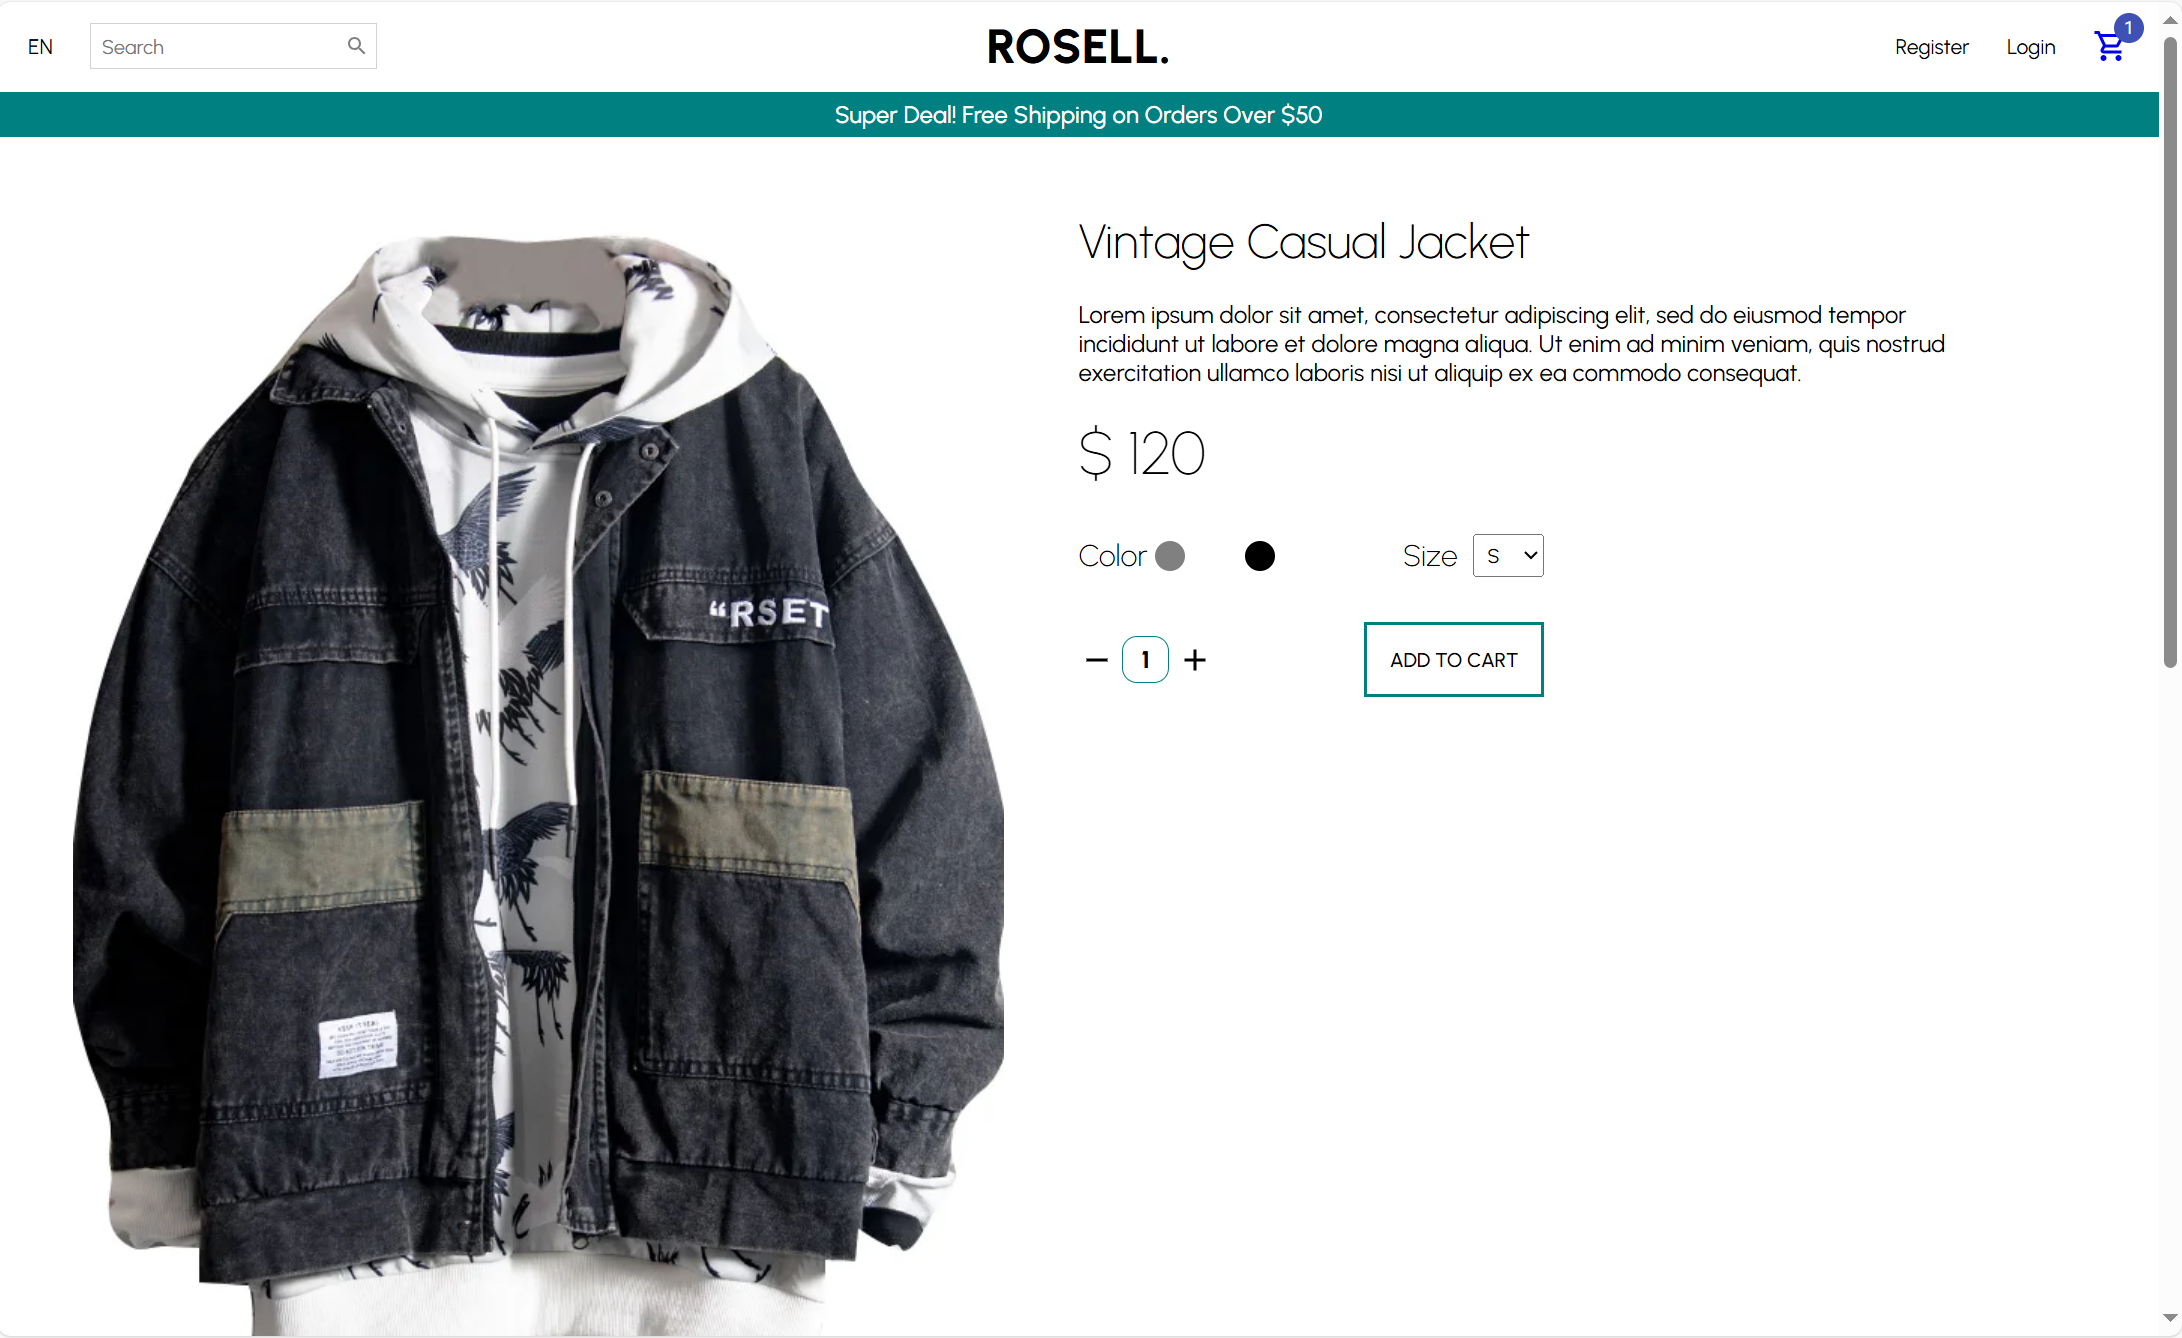 EN
Search
ROSELL.
Register
Login
1
Super Deal! Free Shipping on Orders Over $50
Vintage Casual Jacket
Lorem ipsum dolor sit amet, consectetur adipiscing elit, sed do eiusmod tempor
incididunt ut labore et dolore magna aliqua. Ut enim ad minim veniam, quis nostrud
exercitation ullamco laboris nisi ut aliquip ex ea commodo consequat.
$ 120
Color
Size
S
1
ADD TO CART
“RSET